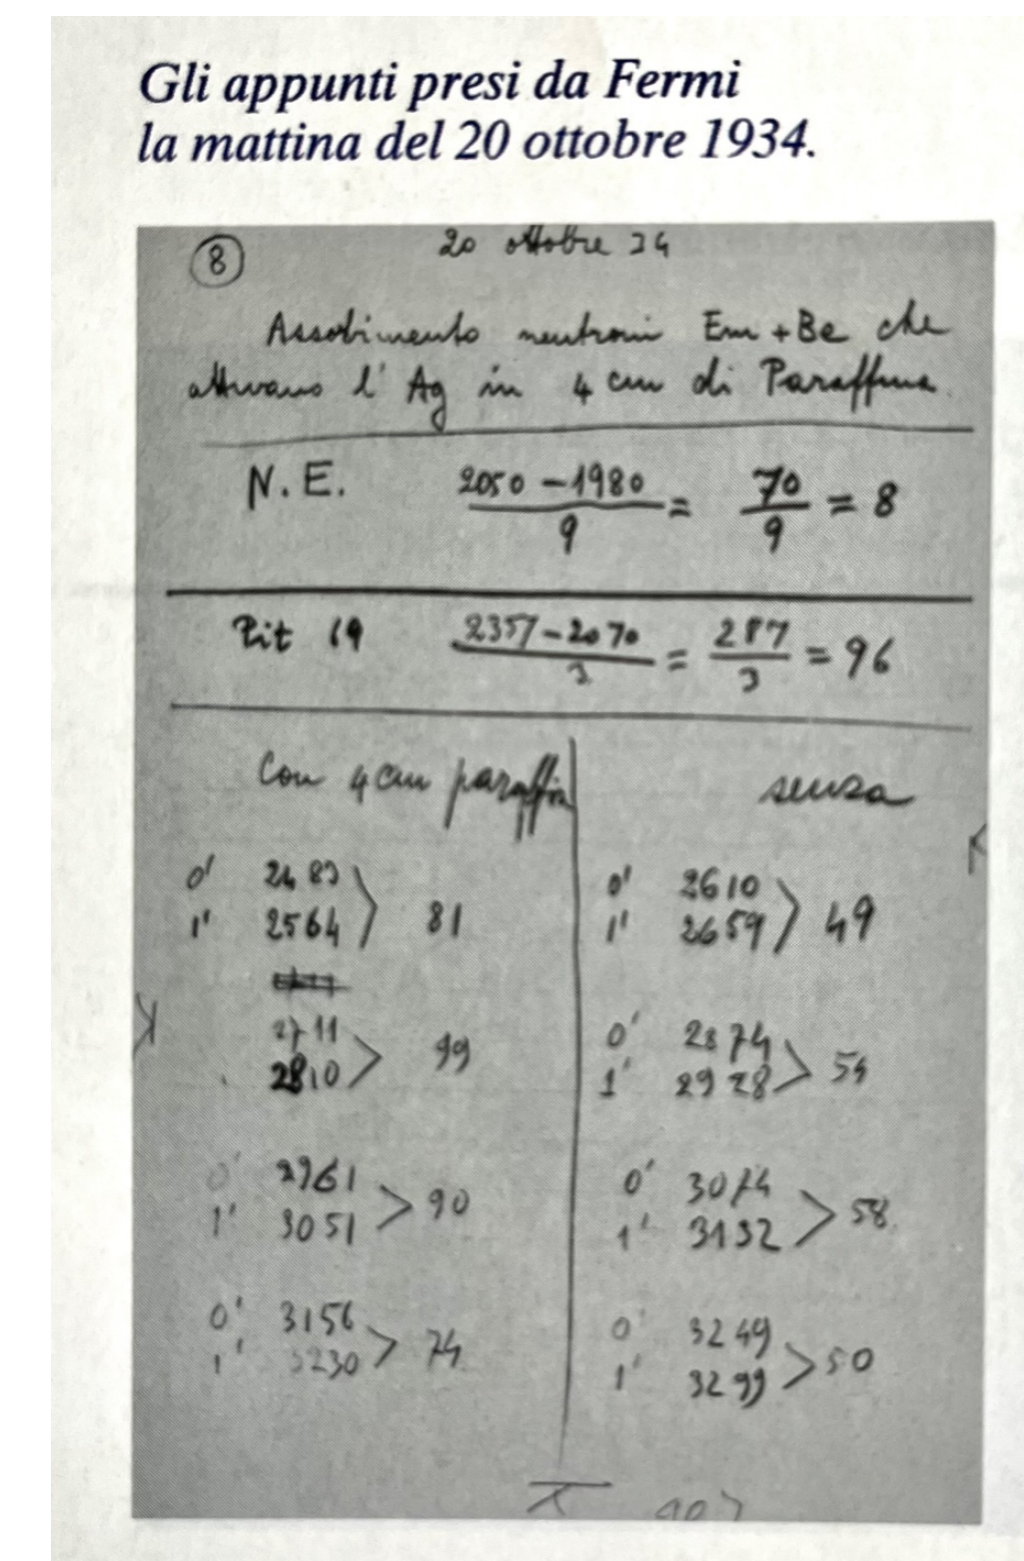 Gli appunti presi da Fermi
la mattina del 20 ottobre 1934.
8
20 ottobre 34
Assorbimento neutroni Em + Be che
attivano l' Ag in 4 cm di Paraffina
N. E. 2050 - 1980 / 9 = 70 / 9 = 8
Pit 19 2357 - 2070 / 3 = 287 / 3 = 96
Con 4 cm paraffin
0' 2483
1' 2564 > 81
2711
2810 > 99
0' 2961
1' 3051 > 90
0' 3156
1' 3230 > 74
senza
0' 2610
1' 2659 > 49
0' 2874
1' 2928 > 54
0' 3074
1' 3132 > 58
0' 3249
1' 3299 > 50